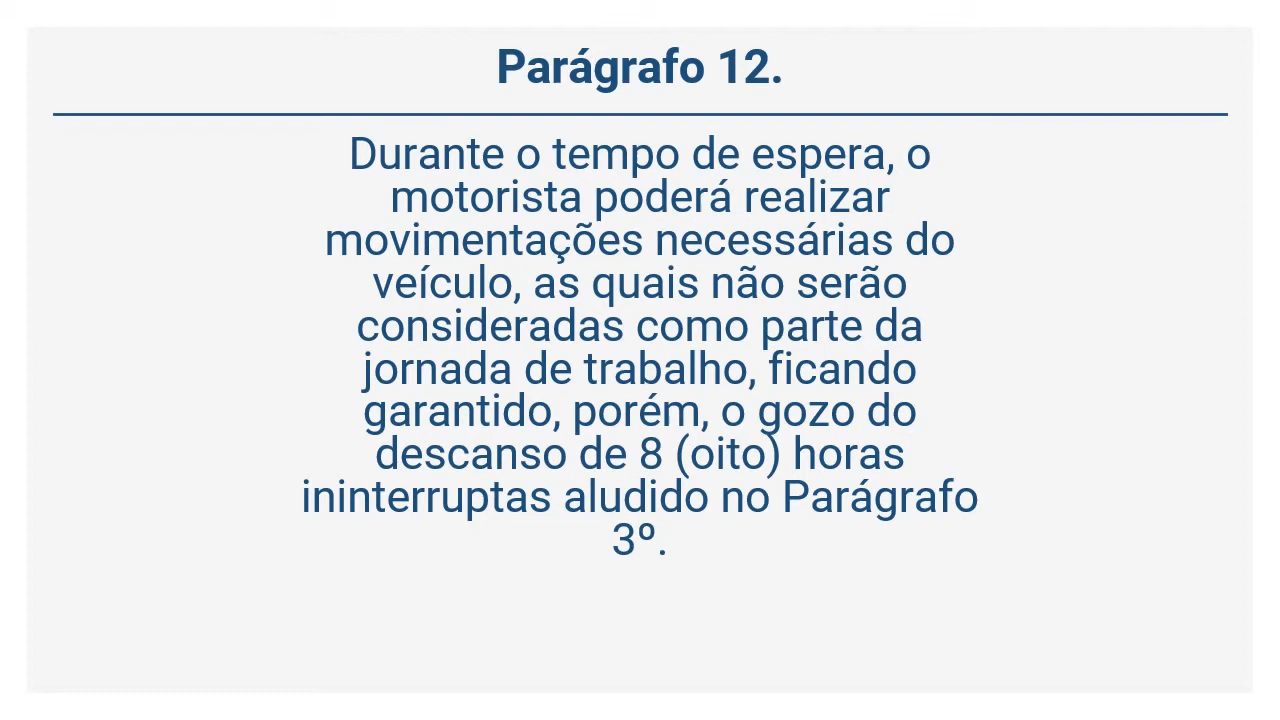 Parágrafo 12.
Durante o tempo de espera, o
motorista poderá realizar
movimentações necessárias do
veículo, as quais não serão
consideradas como parte da
jornada de trabalho, ficando
garantido, porém, o gozo do
descanso de 8 (oito) horas
ininterruptas aludido no Parágrafo
3º.